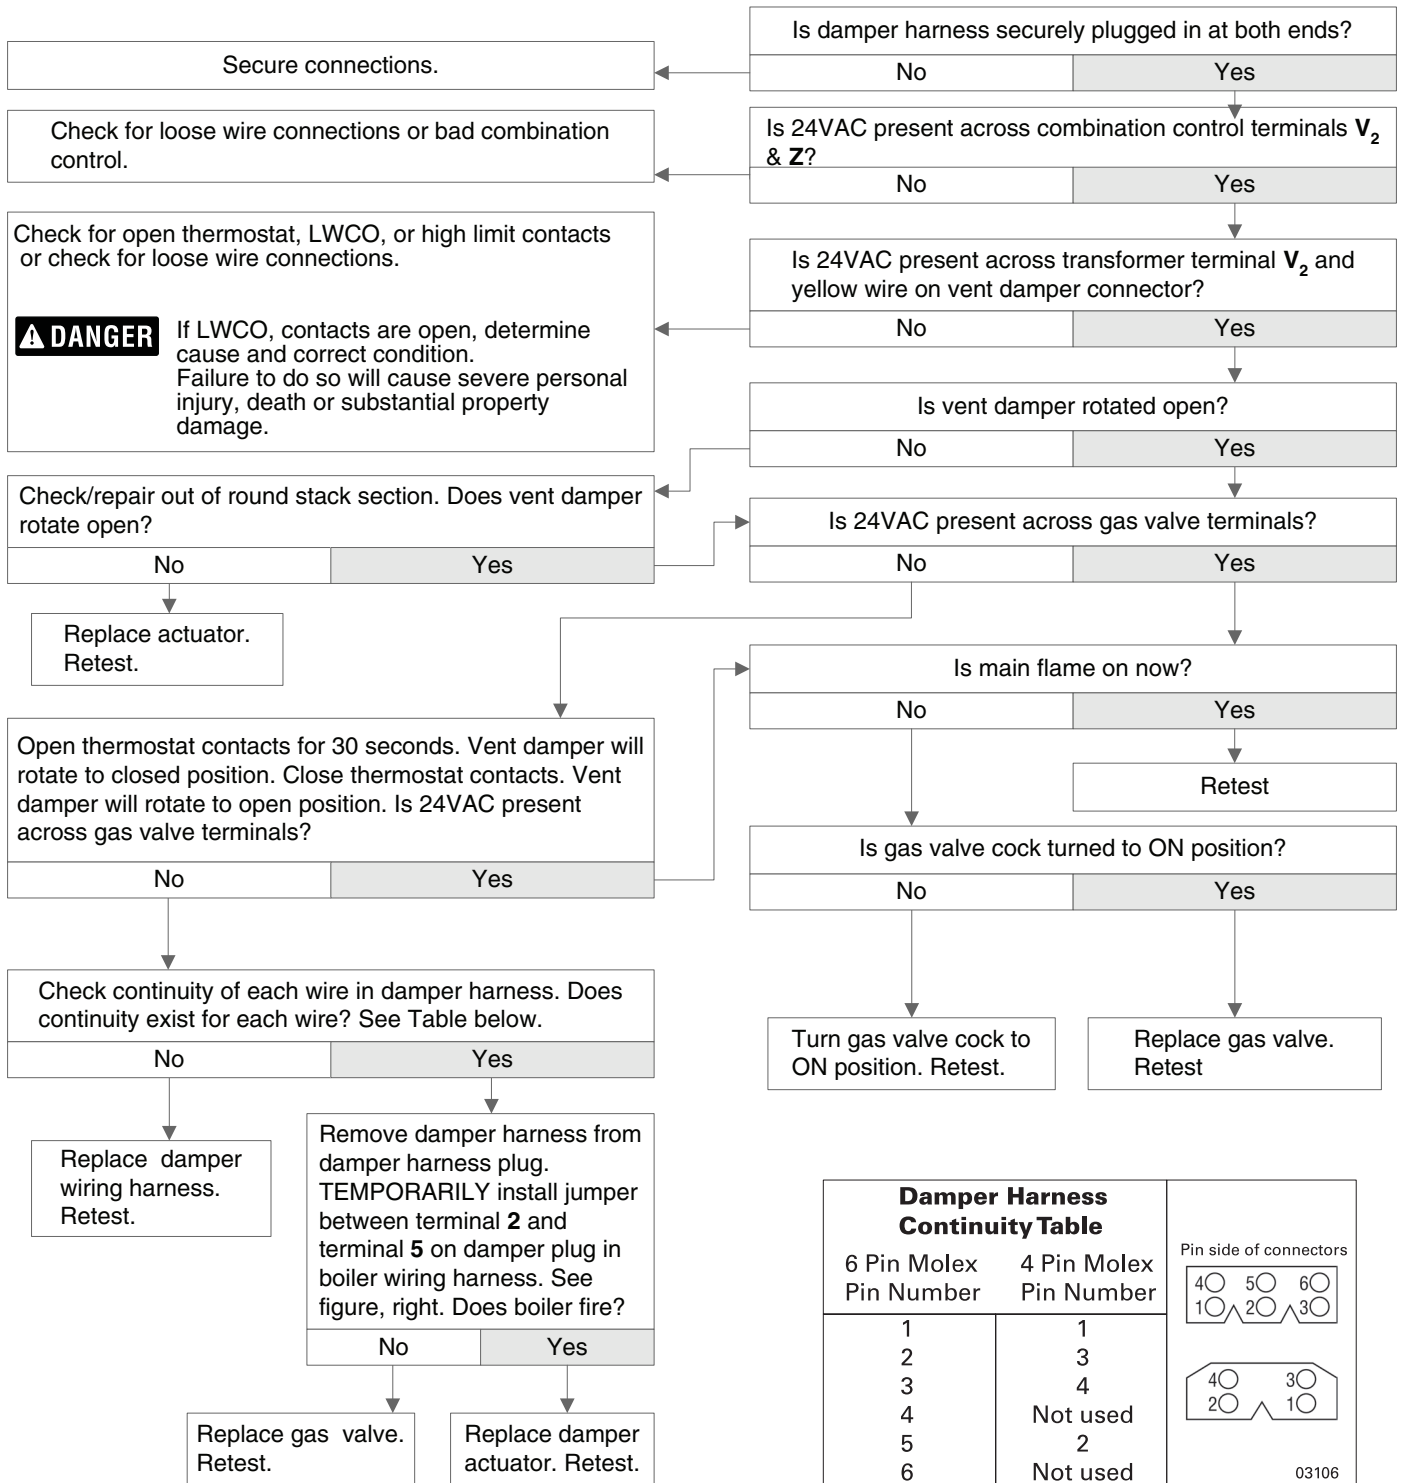 Is damper harness securely plugged in at both ends?
No
Yes
Secure connections.
Is 24VAC present across combination control terminals V2
& Z?
No
Yes
Check for loose wire connections or bad combination
control.
Is 24VAC present across transformer terminal V2 and
yellow wire on vent damper connector?
No
Yes
Check for open thermostat, LWCO, or high limit contacts
or check for loose wire connections.
DANGER
If LWCO, contacts are open, determine
cause and correct condition.
Failure to do so will cause severe personal
injury, death or substantial property
damage.
Is vent damper rotated open?
No
Yes
Check/repair out of round stack section. Does vent damper
rotate open?
No
Yes
Replace actuator.
Retest.
Is 24VAC present across gas valve terminals?
No
Yes
Is main flame on now?
No
Yes
Retest
Open thermostat contacts for 30 seconds. Vent damper will
rotate to closed position. Close thermostat contacts. Vent
damper will rotate to open position. Is 24VAC present
across gas valve terminals?
No
Yes
Is gas valve cock turned to ON position?
No
Yes
Turn gas valve cock to
ON position. Retest.
Replace gas valve.
Retest
Check continuity of each wire in damper harness. Does
continuity exist for each wire? See Table below.
No
Yes
Replace damper
wiring harness.
Retest.
Remove damper harness from
damper harness plug.
TEMPORARILY install jumper
between terminal 2 and
terminal 5 on damper plug in
boiler wiring harness. See
figure, right. Does boiler fire?
No
Yes
Replace gas valve.
Retest.
Replace damper
actuator. Retest.
Damper Harness
Continuity Table
6 Pin Molex
Pin Number
4 Pin Molex
Pin Number
1 1
2 3
3 4
4 Not used
5 2
6 Not used
Pin side of connectors
4 5 6
1 2 3
4 3
2 1
03106